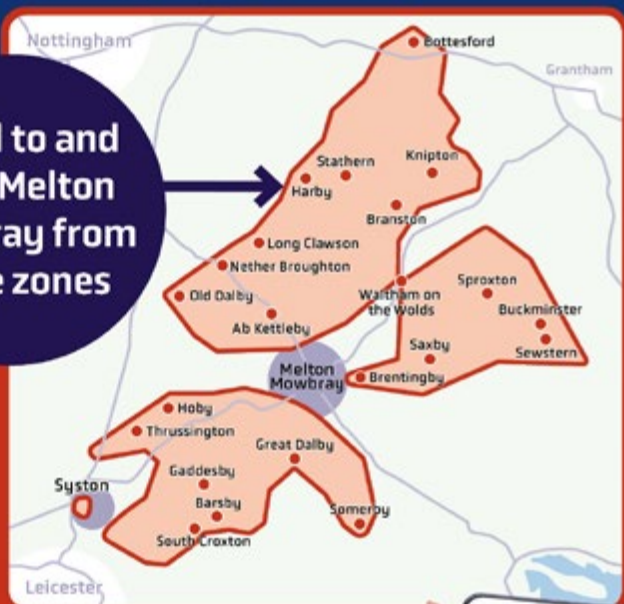 Nottingham
Bottesford
Grantham
to and
Melton
from
zones
Stathern
Knipton
Harby
Branston
Long Clawson
Nether Broughton
Old Dalby
Waltham on
the Wolds
Sproxton
Buckminster
Ab Kettleby
Saxby
Sewstern
Melton
Mowbray
Brentingby
Hoby
Thrussington
Great Dalby
Gaddesby
Syston
Barsby
Somerby
South Croxton
Leicester